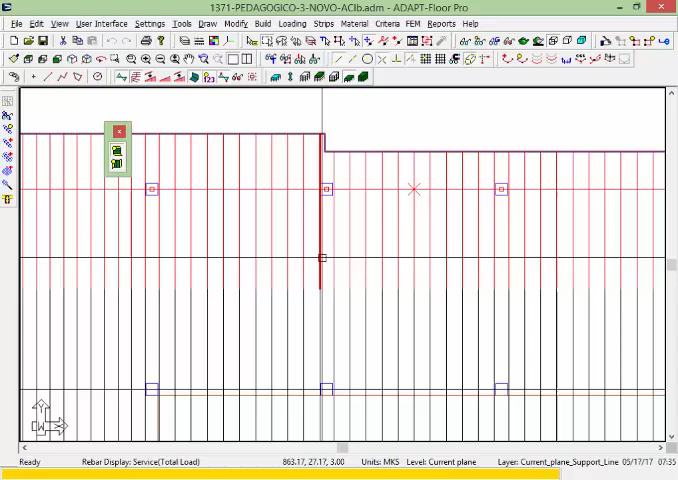 1371-PEDAGOGICO-3-NOVO-ACIb.adm - ADAPT-Floor Pro
File Edit View User Interface Settings Tools Draw Modify Build Loading Strips Material Criteria FEM Reports Help
Ready Rebar Display: Service(Total Load) 863.17, 27.17, 3.00 Units: MKS Level: Current plane Layer: Current_plane_Support_Line 05/17/17 07:35